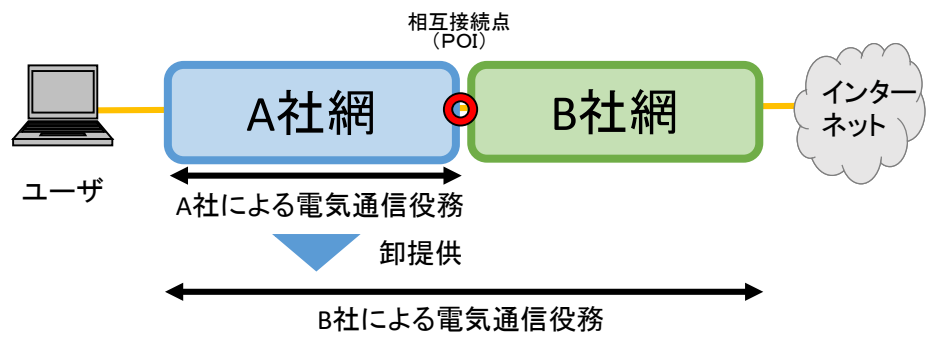 相互接続点
（POI）
A社網
B社網
インター
ネット
ユーザ
A社による電気通信役務
卸提供
B社による電気通信役務